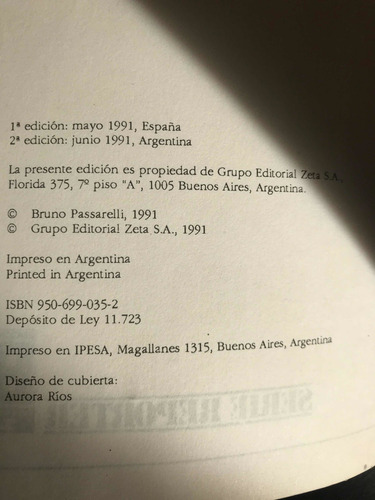 1ª edición: mayo 1991, España
2ª edición: junio 1991, Argentina
La presente edición es propiedad de Grupo Editorial Zeta S.A.,
Florida 375, 7º piso "A", 1005 Buenos Aires, Argentina.
© Bruno Passarelli, 1991
© Grupo Editorial Zeta S.A., 1991
Impreso en Argentina
Printed in Argentina
ISBN 950-699-035-2
Depósito de Ley 11.723
Impreso en IPESA, Magallanes 1315, Buenos Aires, Argentina
Diseño de cubierta:
Aurora Ríos
SERIE REPORTER